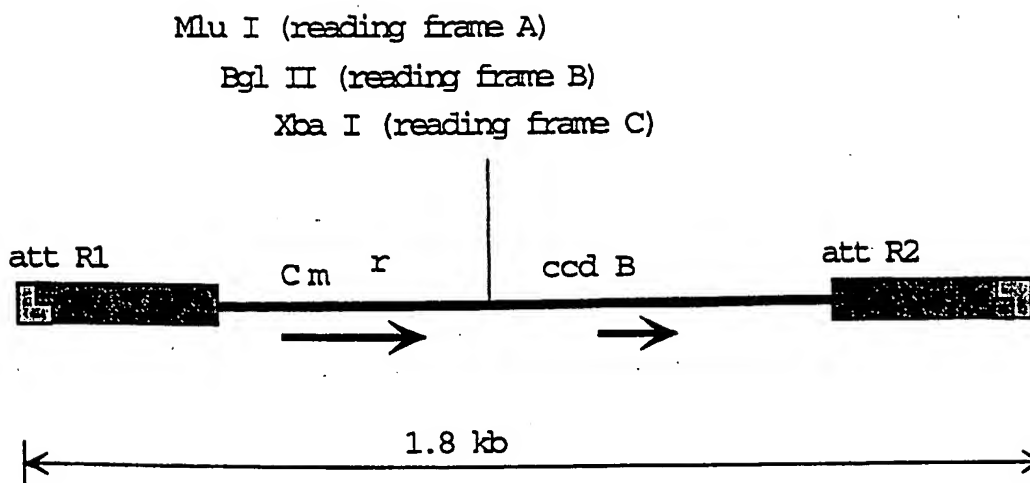 Mlu I (reading frame A)
Bgl II (reading frame B)
Xba I (reading frame C)
att R1 Cm r ccd B att R2
1.8 kb